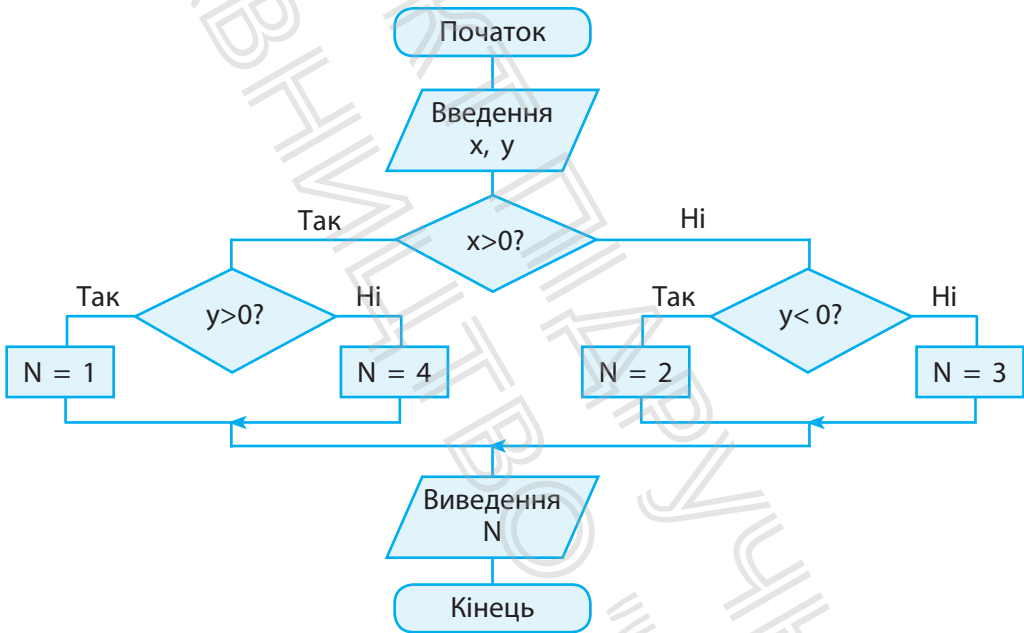 Початок
Введення
x, y
x>0?
Так
Ні
y>0?
Так
Ні
y< 0?
Так
Ні
N = 1
N = 4
N = 2
N = 3
Виведення
N
Кінець